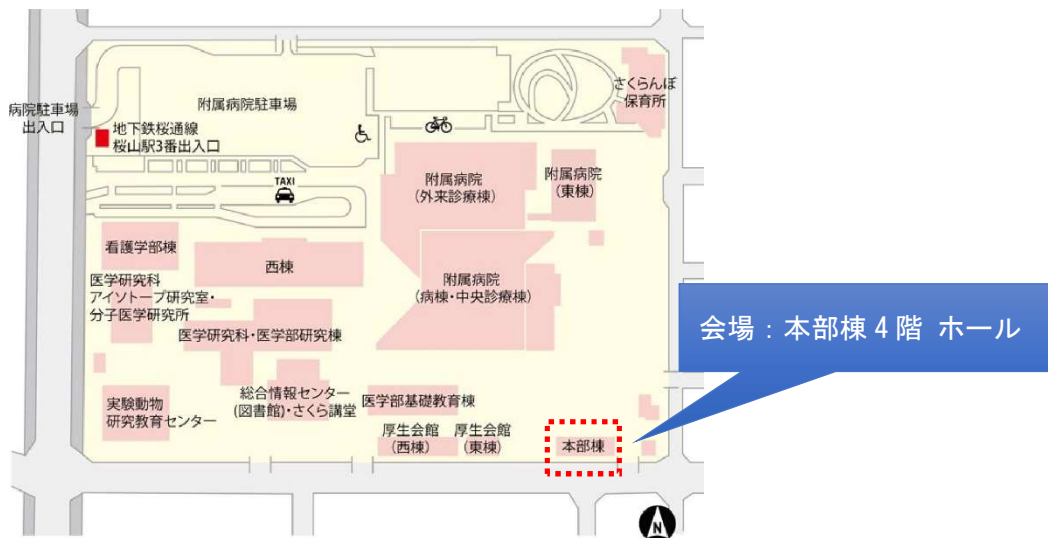 さくらんぼ
保育所
病院駐車場
出入口
附属病院駐車場
地下鉄桜通線
桜山駅3番出入口
TAXI
附属病院
(外来診療棟)
附属病院
(東棟)
看護学部棟
西棟
医学研究科
アイソトープ研究室・
分子医学研究所
附属病院
(病棟・中央診療棟)
会場：本部棟4階 ホール
医学研究科・医学部研究棟
実験動物
研究教育センター
総合情報センター
(図書館)・さくら講堂
医学部基礎教育棟
厚生会館
(西棟)
厚生会館
(東棟)
本部棟
N